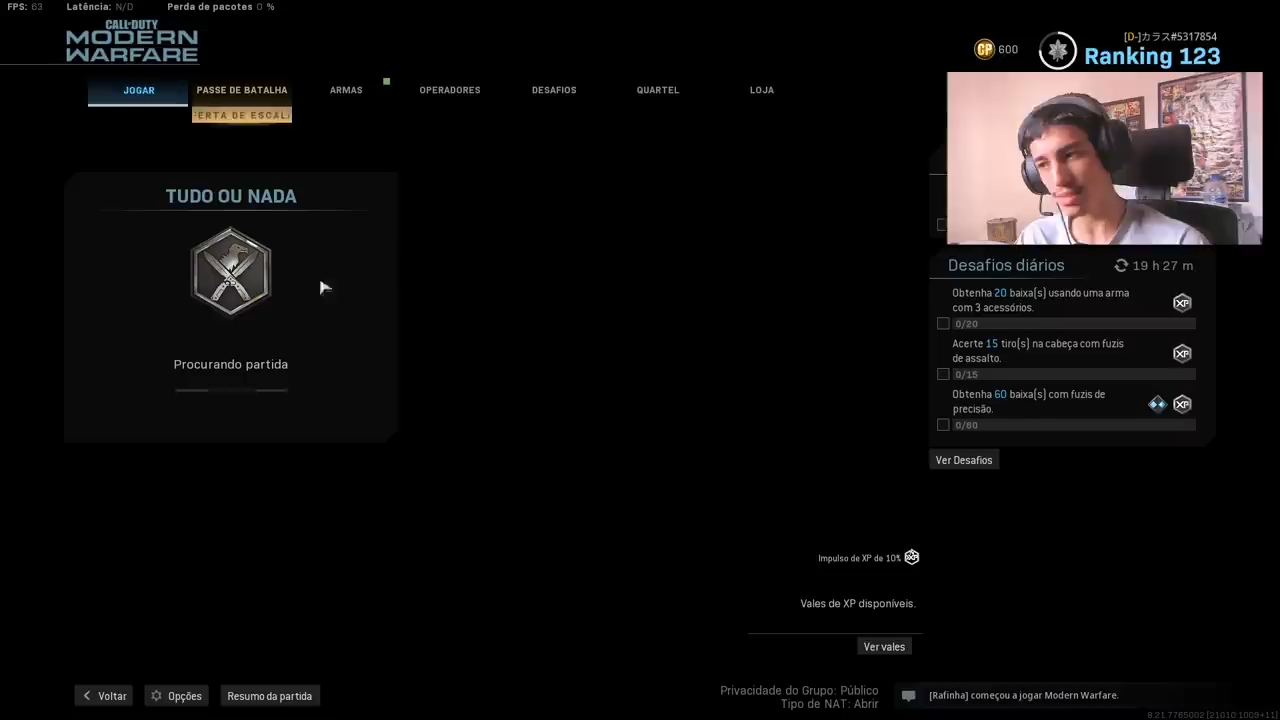 FPS: 63 Latência: N/D Perda de pacotes 0 %
CALL·DUTY
MODERN
WARFARE
600
[D-]カラス#5317854
Ranking 123
JOGAR
PASSE DE BATALHA
ARMAS
OPERADORES
DESAFIOS
QUARTEL
LOJA
ERTA DE ESCAL
TUDO OU NADA
Procurando partida
Desafios diários
19 h 27 m
Obtenha 20 baixa(s) usando uma arma
com 3 acessórios.
XP
0/20
Acerte 15 tiro(s) na cabeça com fuzis
de assalto.
XP
0/15
Obtenha 60 baixa(s) com fuzis de
precisão.
XP
0/60
Ver Desafios
Impulso de XP de 10%
Vales de XP disponíveis.
Ver vales
Voltar
Opções
Resumo da partida
Privacidade do Grupo: Público
Tipo de NAT: Abrir
[Rafinha] começou a jogar Modern Warfare.